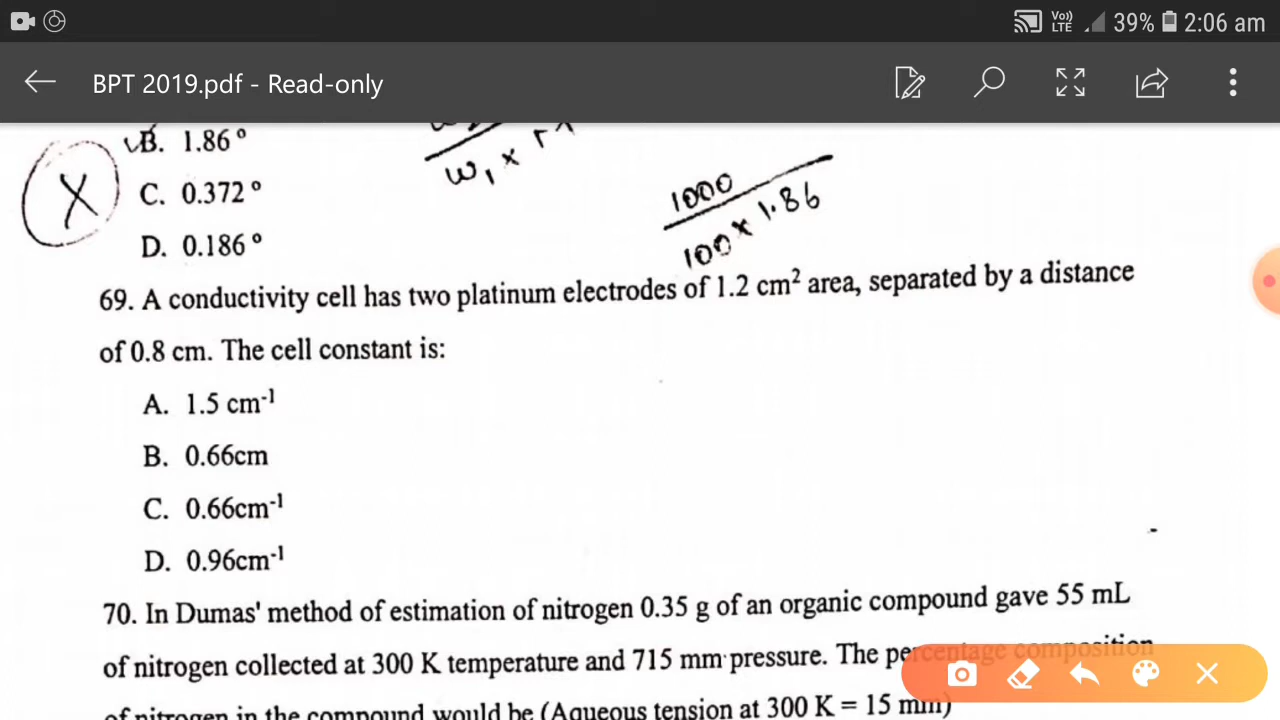 Vo)) LTE 39% 2:06 am
BPT 2019.pdf - Read-only
B. 1.86 º
C. 0.372 º
D. 0.186 º
X
w₁ × r
1000
100 × 1.86
69. A conductivity cell has two platinum electrodes of 1.2 cm² area, separated by a distance
of 0.8 cm. The cell constant is:
A. 1.5 cm⁻¹
B. 0.66cm
C. 0.66cm⁻¹
D. 0.96cm⁻¹
70. In Dumas' method of estimation of nitrogen 0.35 g of an organic compound gave 55 mL
of nitrogen collected at 300 K temperature and 715 mm pressure. The percentage composition
of nitrogen in the compound would be (Aqueous tension at 300 K = 15 mm)